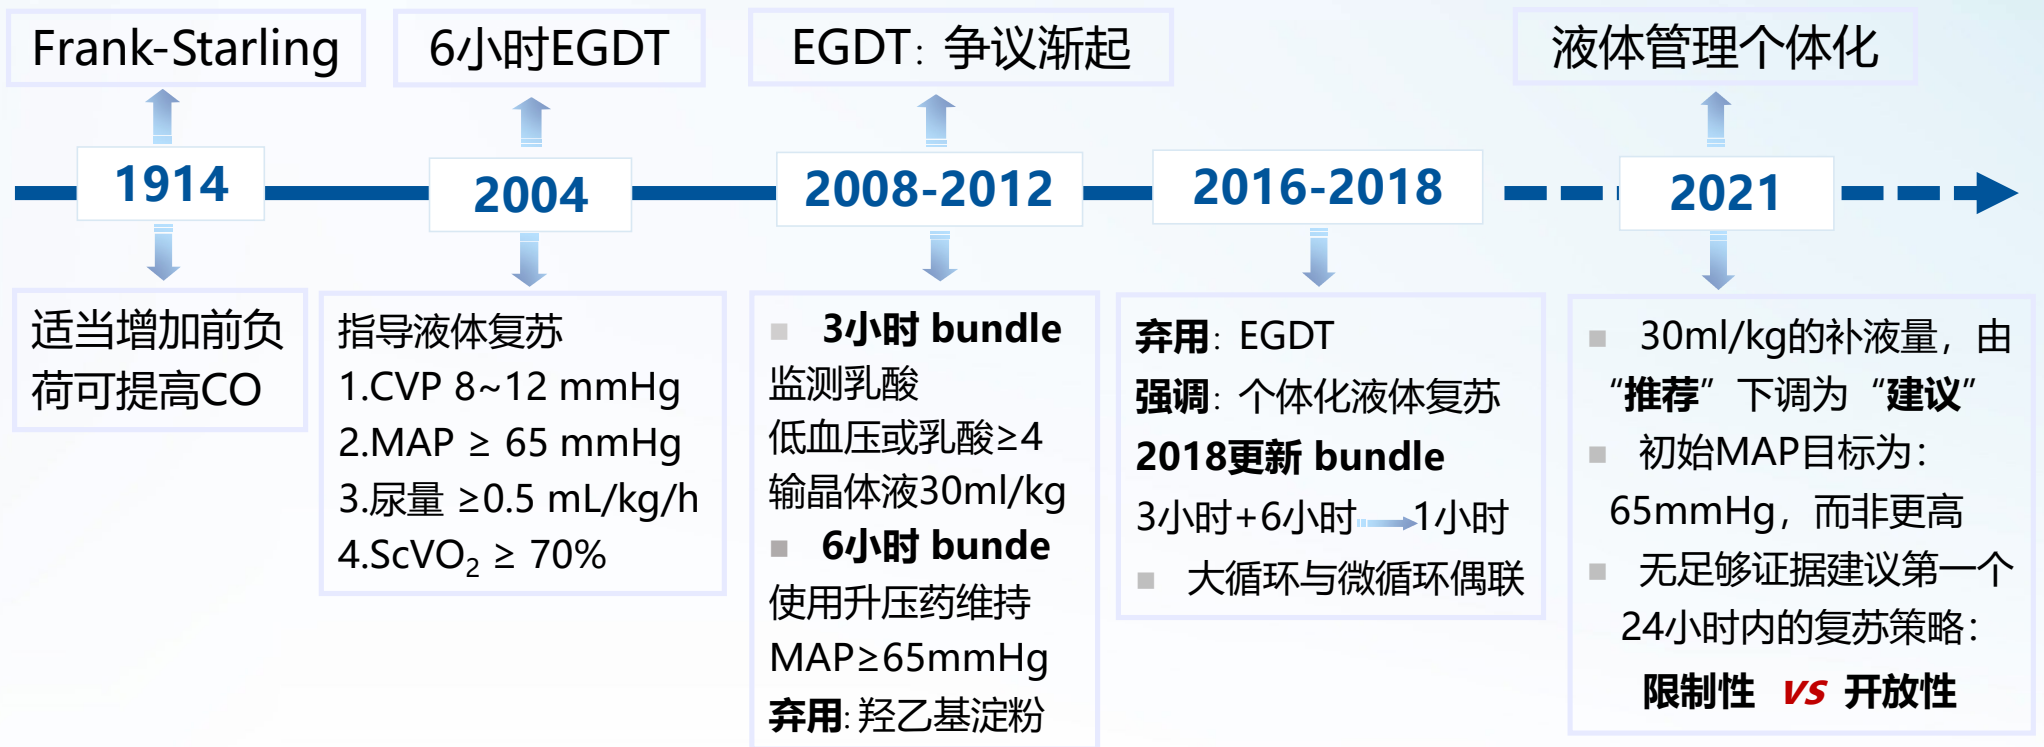 Frank-Starling
6小时EGDT
EGDT：争议渐起
液体管理个体化
1914
2004
2008-2012
2016-2018
2021
适当增加前负
荷可提高CO
指导液体复苏
1.CVP 8~12 mmHg
2.MAP ≥ 65 mmHg
3.尿量 ≥0.5 mL/kg/h
4.ScVO₂ ≥ 70%
■ 3小时 bundle
监测乳酸
低血压或乳酸≥4
输晶体液30ml/kg
■ 6小时 bunde
使用升压药维持
MAP≥65mmHg
弃用：羟乙基淀粉
弃用：EGDT
强调：个体化液体复苏
2018更新 bundle
3小时+6小时→1小时
■ 大循环与微循环偶联
■ 30ml/kg的补液量，由
“推荐”下调为“建议”
■ 初始MAP目标为：
65mmHg，而非更高
■ 无足够证据建议第一个
24小时内的复苏策略：
限制性 vs 开放性